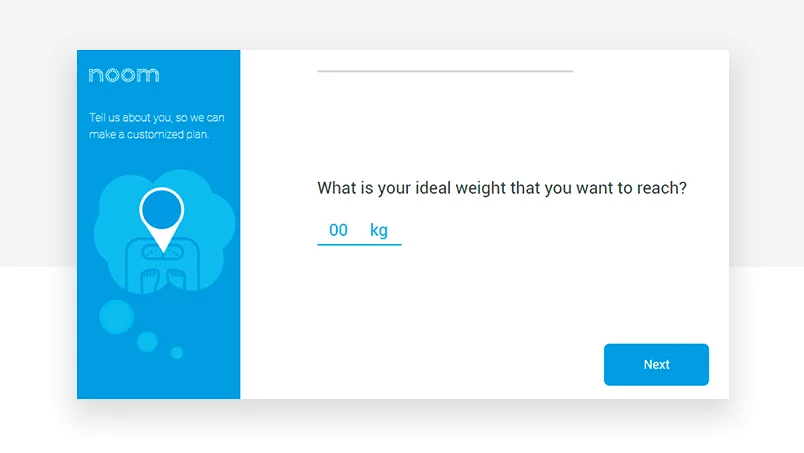 noom
Tell us about you, so we can
make a customized plan.
What is your ideal weight that you want to reach?
00 kg
Next